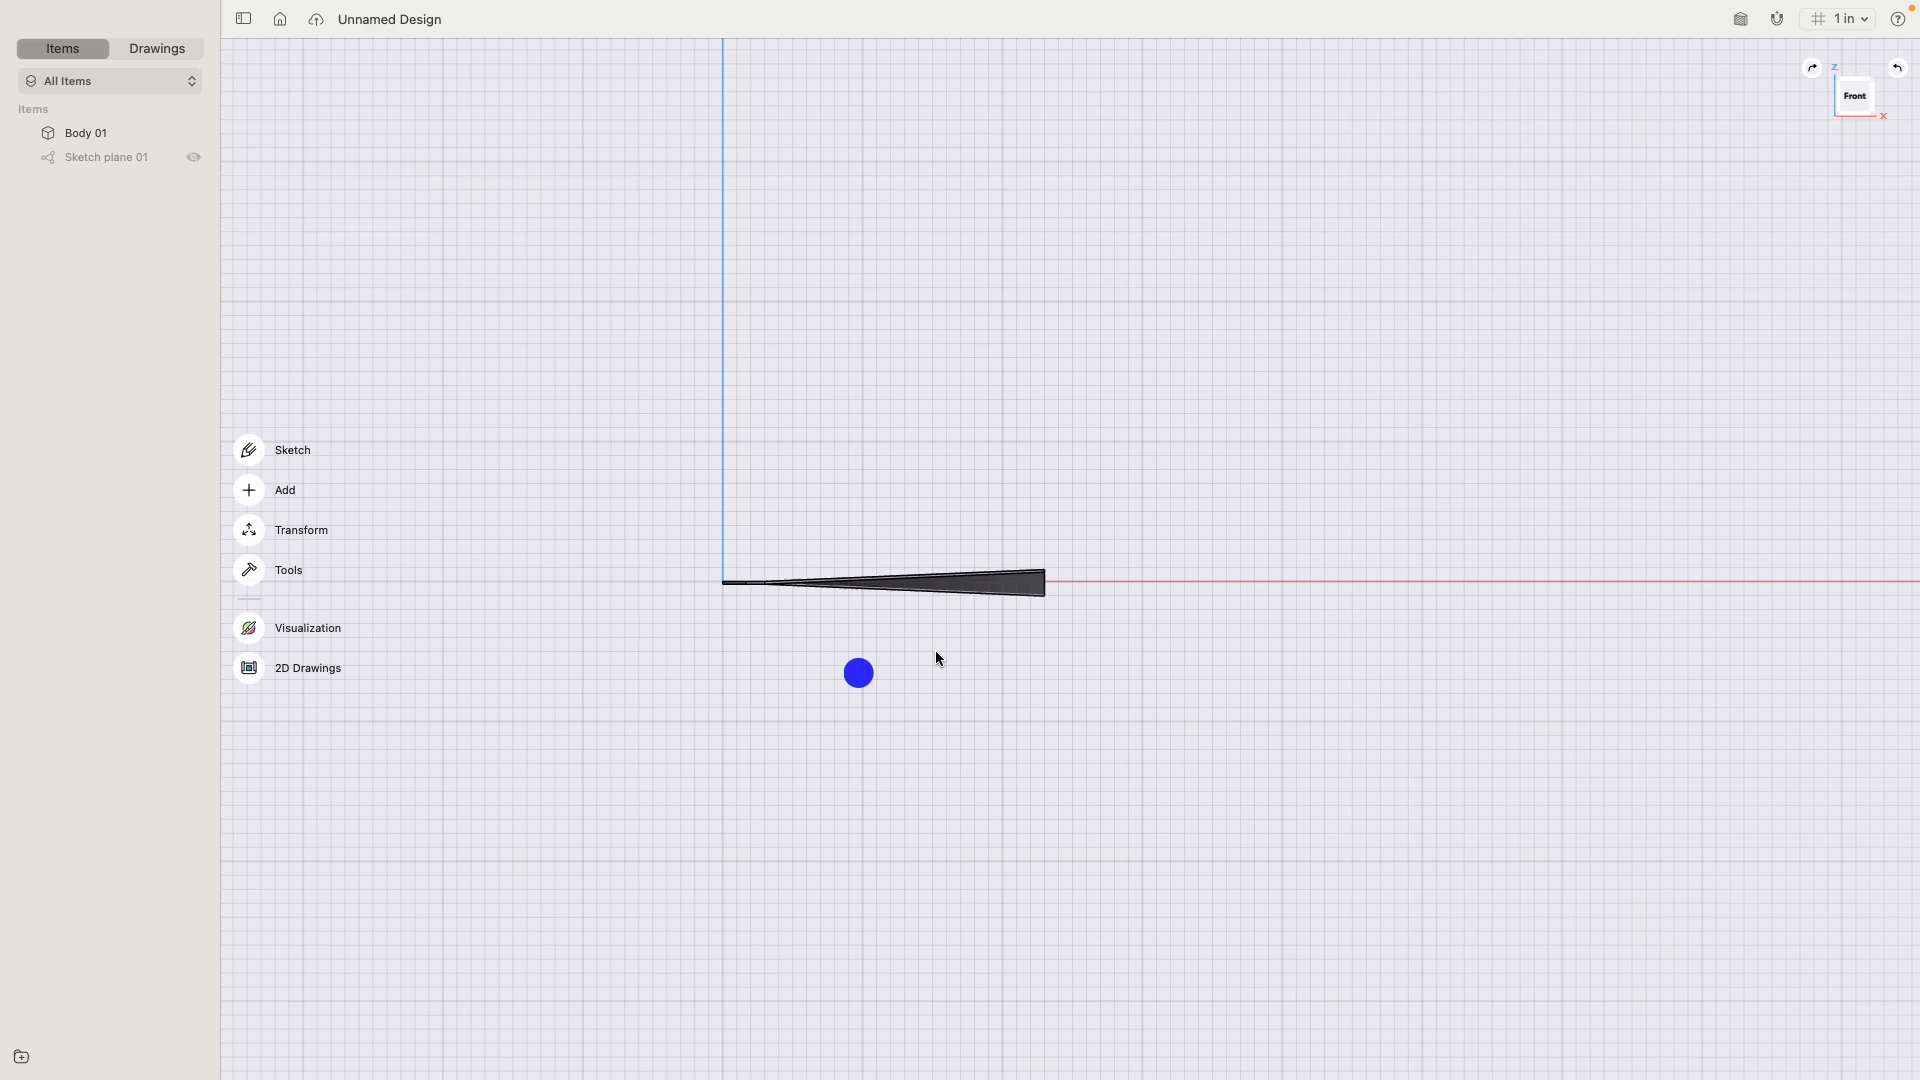 Unnamed Design
1 in
Items
Drawings
All Items
Items
Body 01
Sketch plane 01
Z
Front
X
Sketch
Add
Transform
Tools
Visualization
2D Drawings